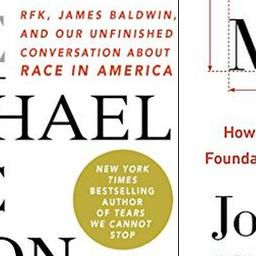 RFK, JAMES BALDWIN,
AND OUR UNFINISHED
CONVERSATION ABOUT
RACE IN AMERICA
HAEL
NEW YORK
TIMES
BESTSELLING
AUTHOR
OF TEARS
WE CANNOT
STOP
ON
M
How
Founda
Jo